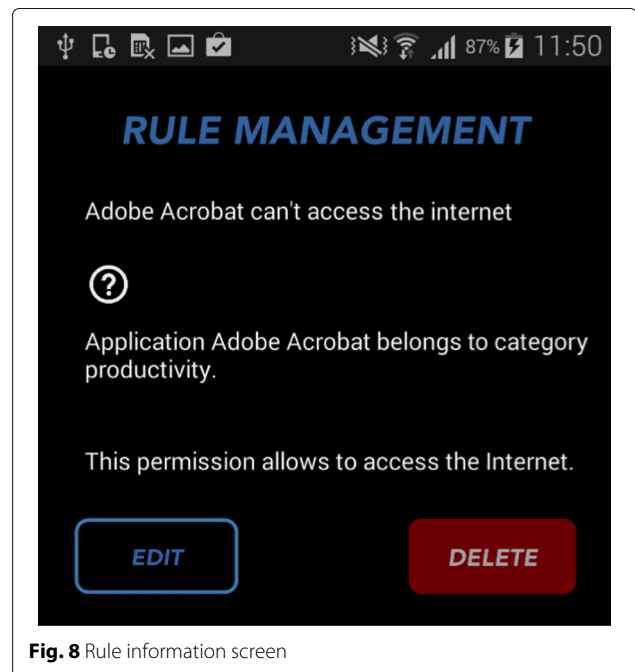 87% 11:50
RULE MANAGEMENT
Adobe Acrobat can't access the internet
?
Application Adobe Acrobat belongs to category
productivity.
This permission allows to access the Internet.
EDIT DELETE
Fig. 8 Rule information screen